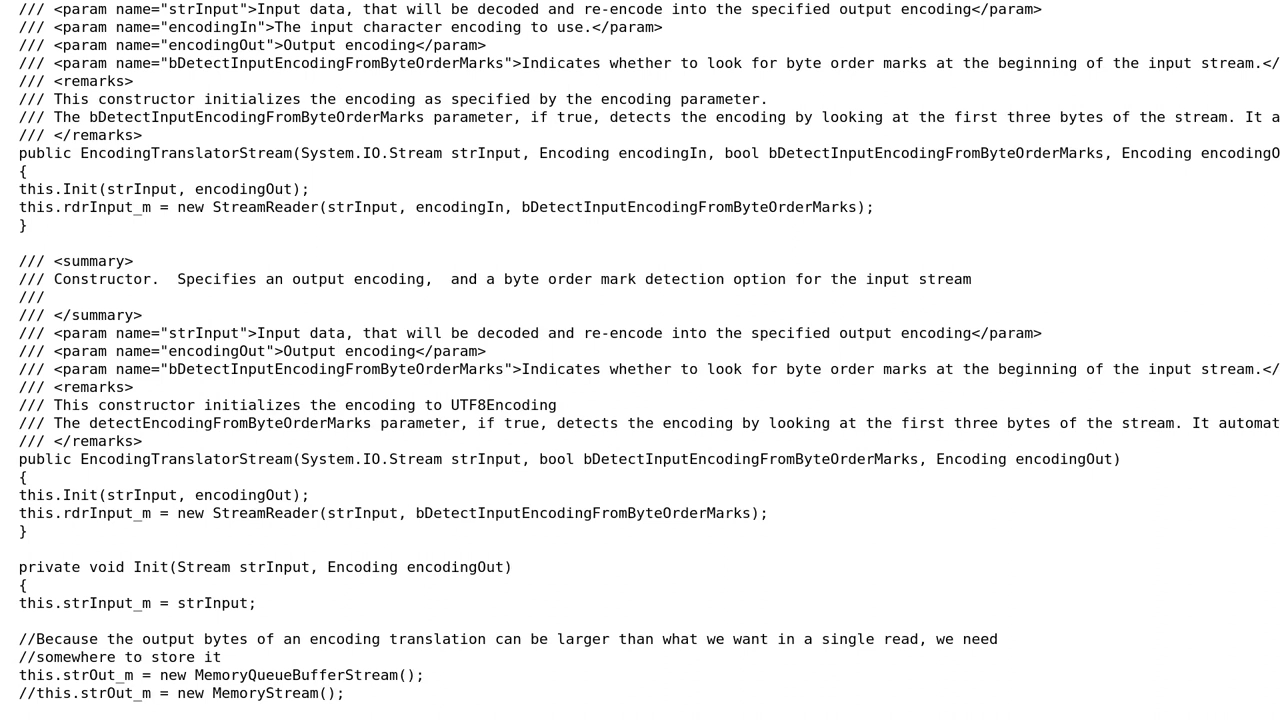 /// <param name="strInput">Input data, that will be decoded and re-encode into the specified output encoding</param>
/// <param name="encodingIn">The input character encoding to use.</param>
/// <param name="encodingOut">Output encoding</param>
/// <param name="bDetectInputEncodingFromByteOrderMarks">Indicates whether to look for byte order marks at the beginning of the input stream.</
/// <remarks>
/// This constructor initializes the encoding as specified by the encoding parameter.
/// The bDetectInputEncodingFromByteOrderMarks parameter, if true, detects the encoding by looking at the first three bytes of the stream. It a
/// </remarks>
public EncodingTranslatorStream(System.IO.Stream strInput, Encoding encodingIn, bool bDetectInputEncodingFromByteOrderMarks, Encoding encodingO
{
this.Init(strInput, encodingOut);
this.rdrInput_m = new StreamReader(strInput, encodingIn, bDetectInputEncodingFromByteOrderMarks);
}

/// <summary>
/// Constructor.  Specifies an output encoding,  and a byte order mark detection option for the input stream
///
/// </summary>
/// <param name="strInput">Input data, that will be decoded and re-encode into the specified output encoding</param>
/// <param name="encodingOut">Output encoding</param>
/// <param name="bDetectInputEncodingFromByteOrderMarks">Indicates whether to look for byte order marks at the beginning of the input stream.</
/// <remarks>
/// This constructor initializes the encoding to UTF8Encoding
/// The detectEncodingFromByteOrderMarks parameter, if true, detects the encoding by looking at the first three bytes of the stream. It automat
/// </remarks>
public EncodingTranslatorStream(System.IO.Stream strInput, bool bDetectInputEncodingFromByteOrderMarks, Encoding encodingOut)
{
this.Init(strInput, encodingOut);
this.rdrInput_m = new StreamReader(strInput, bDetectInputEncodingFromByteOrderMarks);
}

private void Init(Stream strInput, Encoding encodingOut)
{
this.strInput_m = strInput;

//Because the output bytes of an encoding translation can be larger than what we want in a single read, we need
//somewhere to store it
this.strOut_m = new MemoryQueueBufferStream();
//this.strOut_m = new MemoryStream();